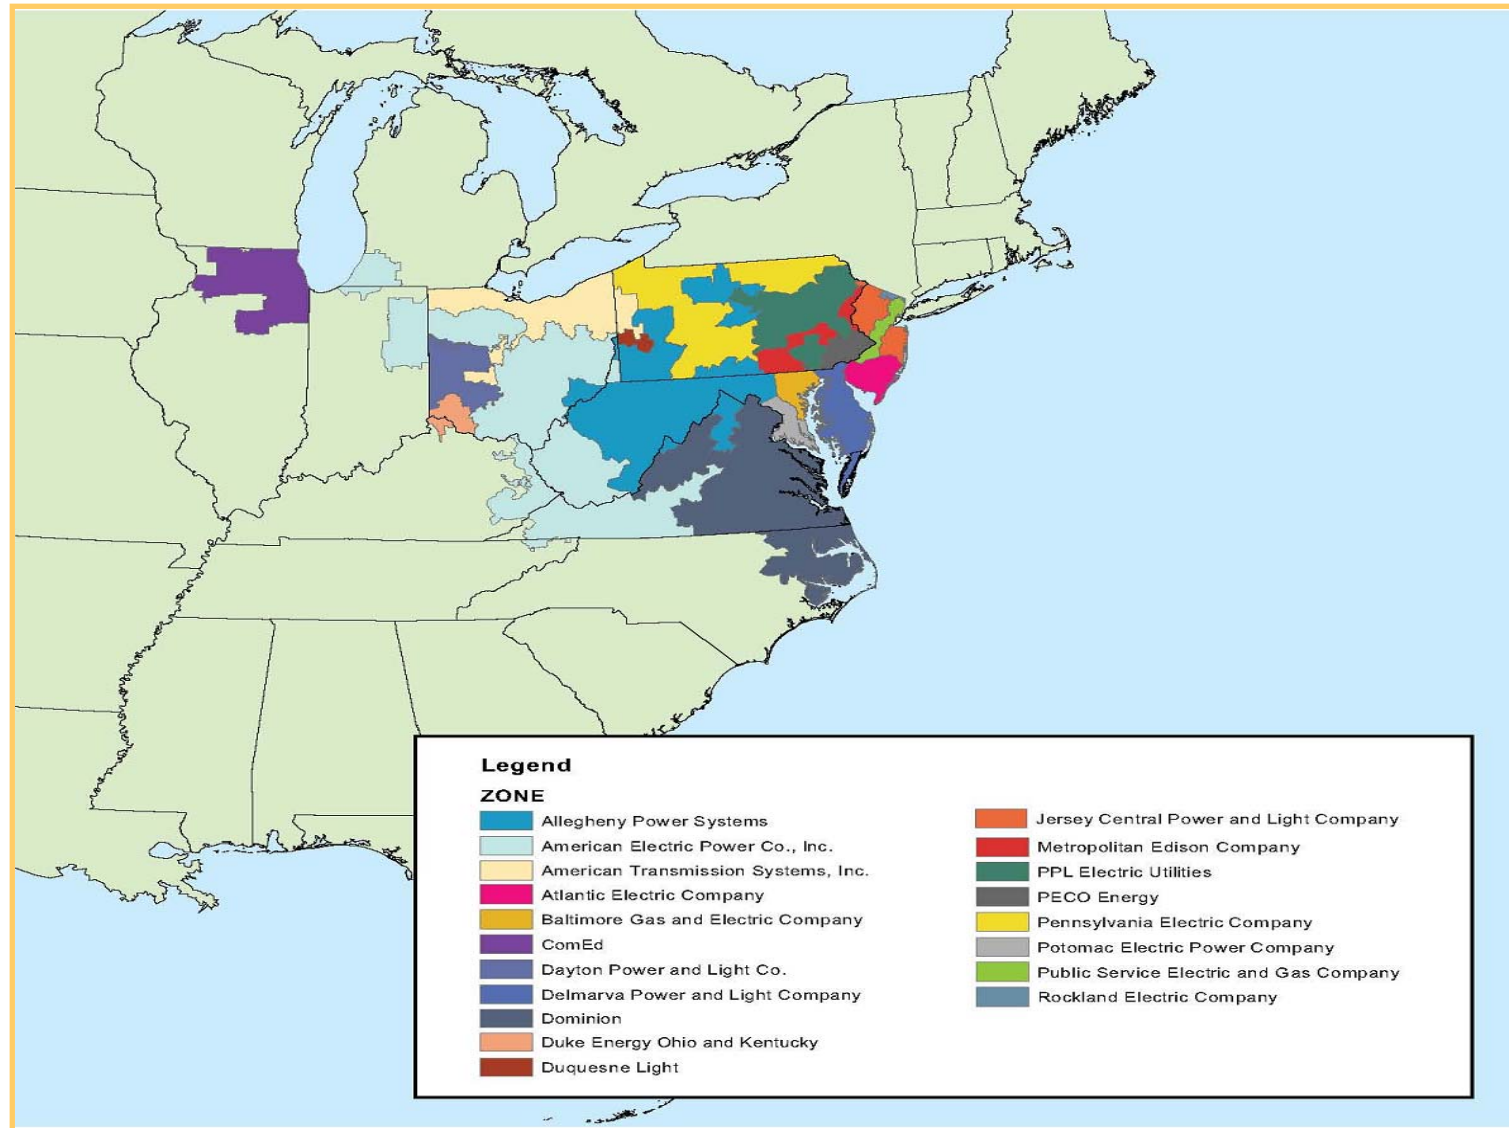 Legend
ZONE
Allegheny Power Systems
American Electric Power Co., Inc.
American Transmission Systems, Inc.
Atlantic Electric Company
Baltimore Gas and Electric Company
ComEd
Dayton Power and Light Co.
Delmarva Power and Light Company
Dominion
Duke Energy Ohio and Kentucky
Duquesne Light
Jersey Central Power and Light Company
Metropolitan Edison Company
PPL Electric Utilities
PECO Energy
Pennsylvania Electric Company
Potomac Electric Power Company
Public Service Electric and Gas Company
Rockland Electric Company